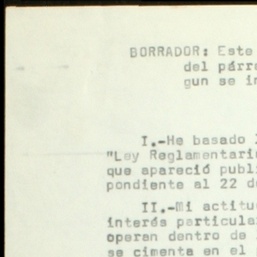 BORRADOR: Este
del párr
gun se i
I.-He basado
"Ley Reglamentari
que apareció publi
pondiente al 22 d
II.-Mi actitu
interés particula
operan dentro de
se cimenta en el